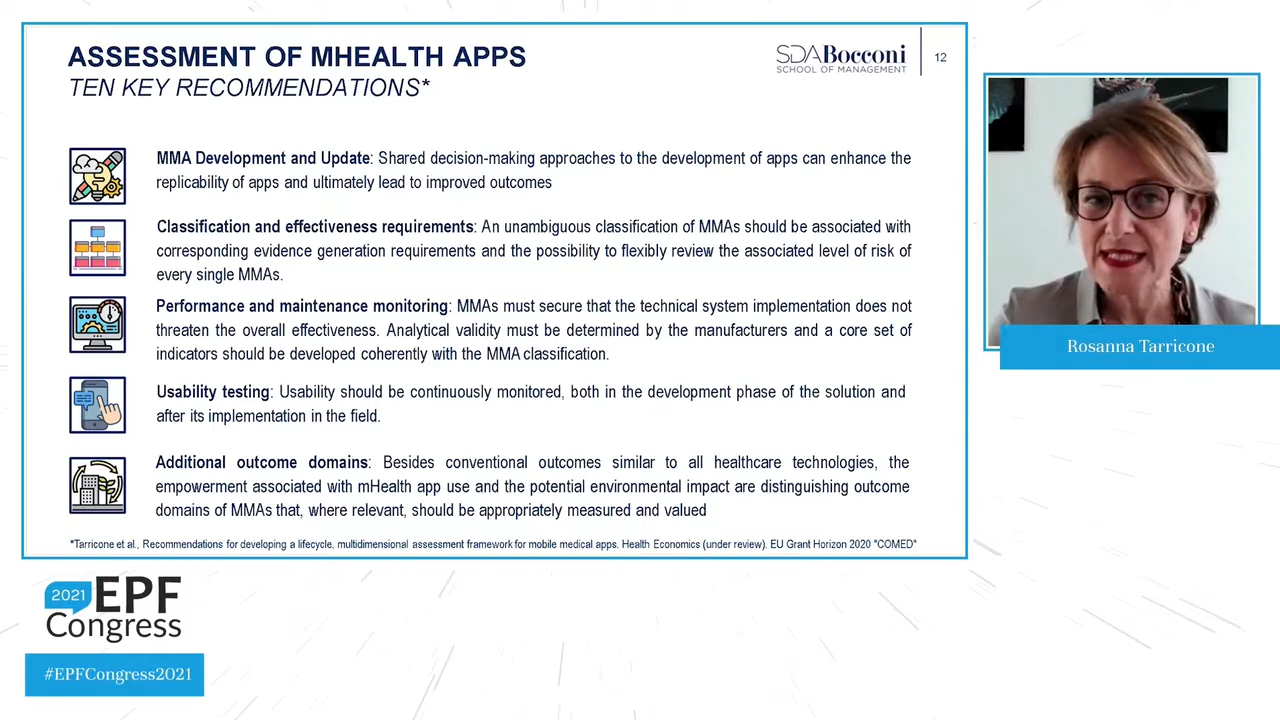 ASSESSMENT OF MHEALTH APPS
TEN KEY RECOMMENDATIONS*
SDABocconi
SCHOOL OF MANAGEMENT
12
MMA Development and Update: Shared decision-making approaches to the development of apps can enhance the
replicability of apps and ultimately lead to improved outcomes
Classification and effectiveness requirements: An unambiguous classification of MMAs should be associated with
corresponding evidence generation requirements and the possibility to flexibly review the associated level of risk of
every single MMAs.
Performance and maintenance monitoring: MMAs must secure that the technical system implementation does not
threaten the overall effectiveness. Analytical validity must be determined by the manufacturers and a core set of
indicators should be developed coherently with the MMA classification.
Usability testing: Usability should be continuously monitored, both in the development phase of the solution and
after its implementation in the field.
Additional outcome domains: Besides conventional outcomes similar to all healthcare technologies, the
empowerment associated with mHealth app use and the potential environmental impact are distinguishing outcome
domains of MMAs that, where relevant, should be appropriately measured and valued
*Tarricone et al., Recommendations for developing a lifecycle, multidimensional assessment framework for mobile medical apps. Health Economics (under review). EU Grant Horizon 2020 "COMED"
Rosanna Tarricone
2021 EPF
Congress
#EPFCongress2021